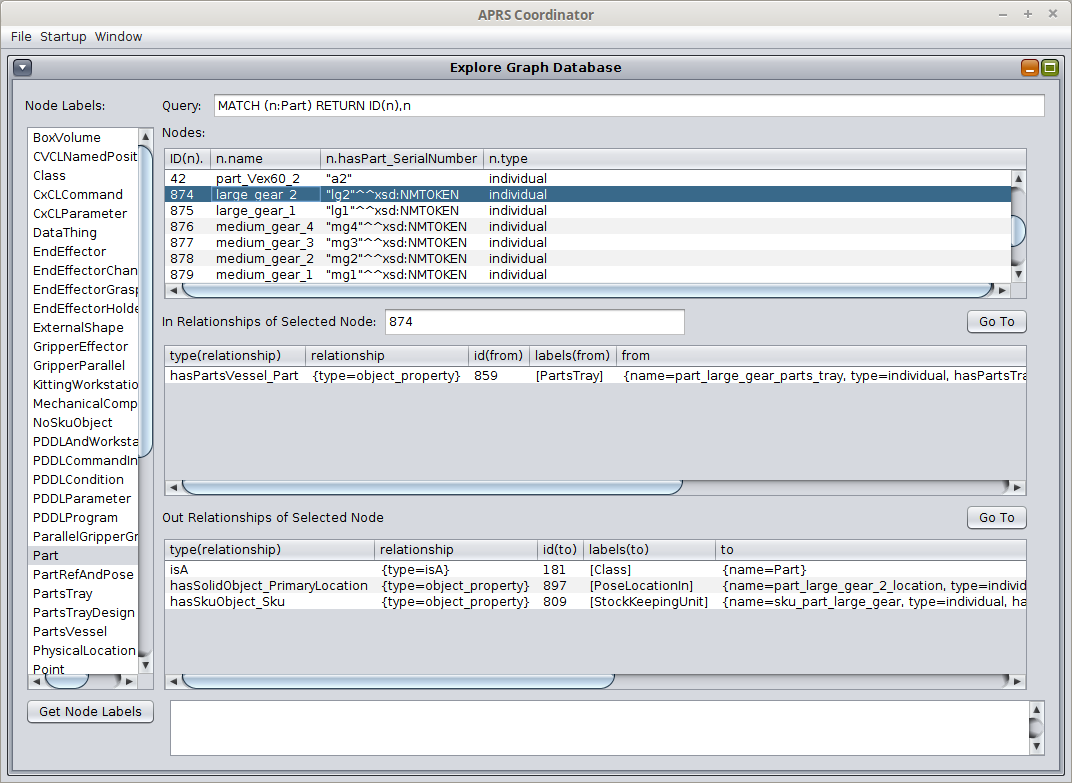 APRS Coordinator
File Startup Window
Explore Graph Database
Node Labels:
BoxVolume
CVCLNamedPosit
Class
CxCLCommand
CxCLParameter
DataThing
EndEffector
EndEffectorChan
EndEffectorGrasp
EndEffectorHolde
ExternalShape
GripperEffector
GripperParallel
KittingWorkstatio
MechanicalComp
NoSkuObject
PDDLAndWorksta
PDDLCommandIn
PDDLCondition
PDDLParameter
PDDLProgram
ParallelGripperGr
Part
PartRefAndPose
PartsTray
PartsTrayDesign
PartsVessel
PhysicalLocation
Point
Get Node Labels
Query: MATCH (n:Part) RETURN ID(n),n
Nodes:
ID(n). n.name n.hasPart_SerialNumber n.type
42 part_Vex60_2 "a2" individual
874 large_gear_2 "lg2"^^xsd:NMTOKEN individual
875 large_gear_1 "lg1"^^xsd:NMTOKEN individual
876 medium_gear_4 "mg4"^^xsd:NMTOKEN individual
877 medium_gear_3 "mg3"^^xsd:NMTOKEN individual
878 medium_gear_2 "mg2"^^xsd:NMTOKEN individual
879 medium_gear_1 "mg1"^^xsd:NMTOKEN individual
In Relationships of Selected Node: 874 Go To
type(relationship) relationship id(from) labels(from) from
hasPartsVessel_Part {type=object_property} 859 [PartsTray] {name=part_large_gear_parts_tray, type=individual, hasPartsTra
Out Relationships of Selected Node Go To
type(relationship) relationship id(to) labels(to) to
isA {type=isA} 181 [Class] {name=Part}
hasSolidObject_PrimaryLocation {type=object_property} 897 [PoseLocationIn] {name=part_large_gear_2_location, type=individ
hasSkuObject_Sku {type=object_property} 809 [StockKeepingUnit] {name=sku_part_large_gear, type=individual, ha